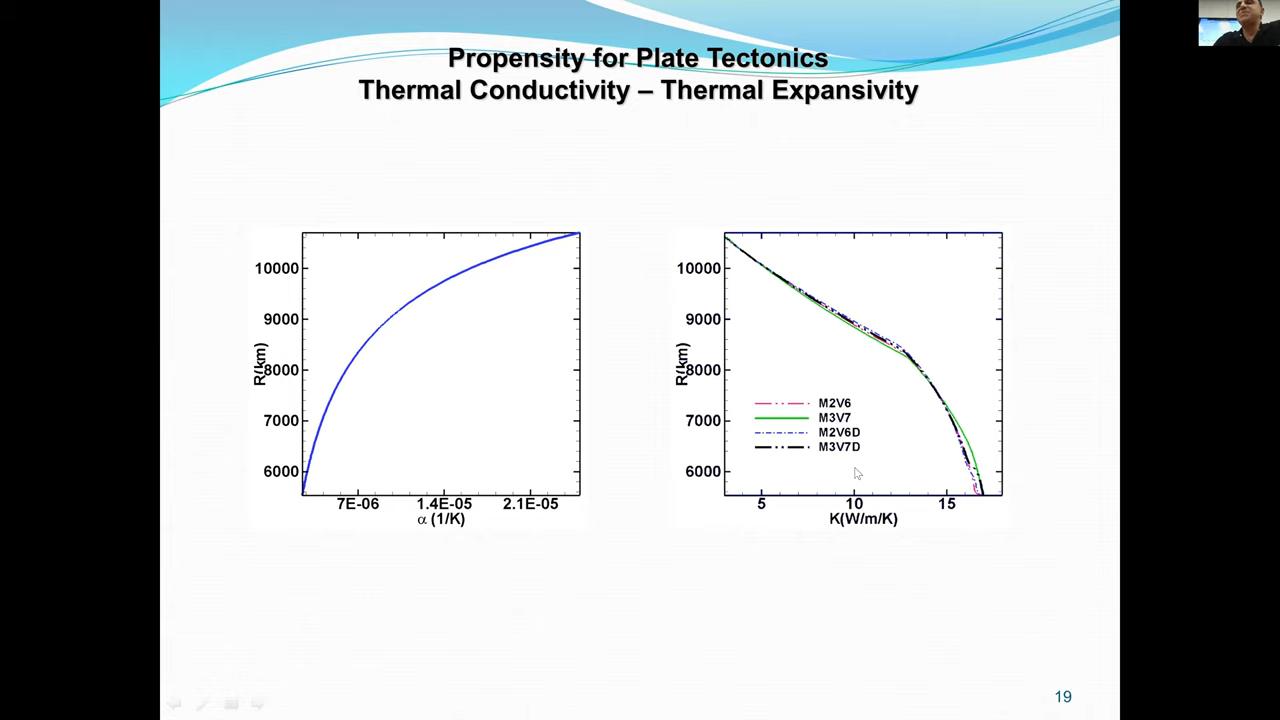 Propensity for Plate Tectonics
Thermal Conductivity – Thermal Expansivity
10000
9000
8000
7000
6000
R(km)
7E-06 1.4E-05 2.1E-05
α (1/K)
10000
9000
8000
7000
6000
R(km)
M2V6
M3V7
M2V6D
M3V7D
5 10 15
K(W/m/K)
19